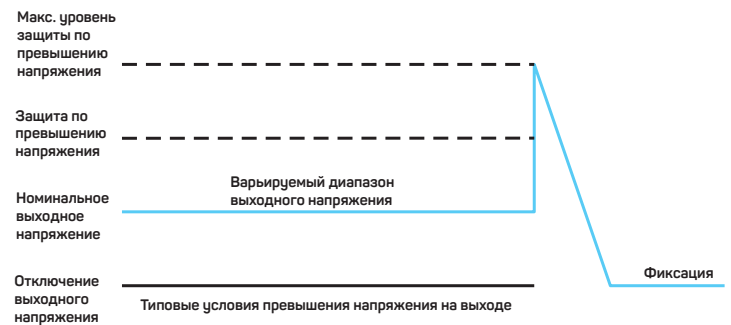 Макс. уровень
защиты по
превышению
напряжения
Защита по
превышению
напряжения
Варьируемый диапазон
выходного напряжения
Номинальное
выходное
напряжение
Фиксация
Отключение
выходного
напряжения
Типовые условия превышения напряжения на выходе